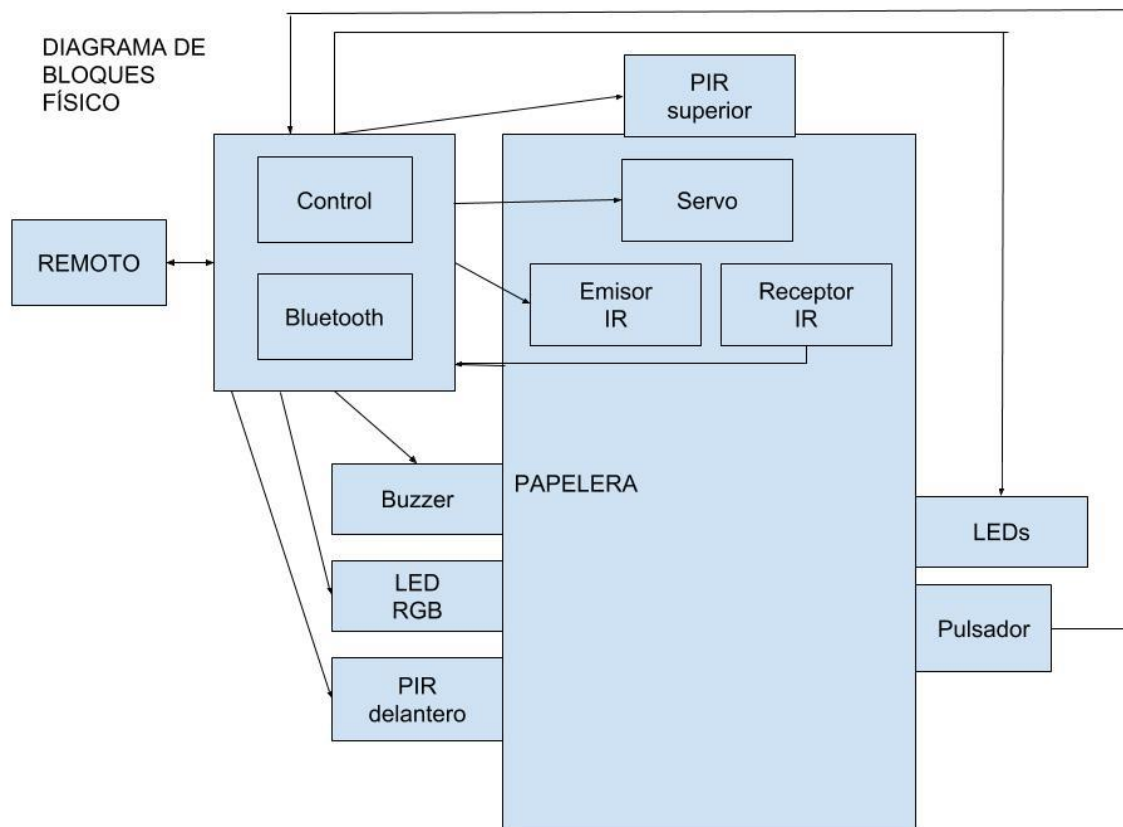 DIAGRAMA DE
BLOQUES
FÍSICO
PIR
superior
Control
Servo
REMOTO
Emisor
IR
Receptor
IR
Bluetooth
Buzzer
PAPELERA
LEDs
LED
RGB
Pulsador
PIR
delantero